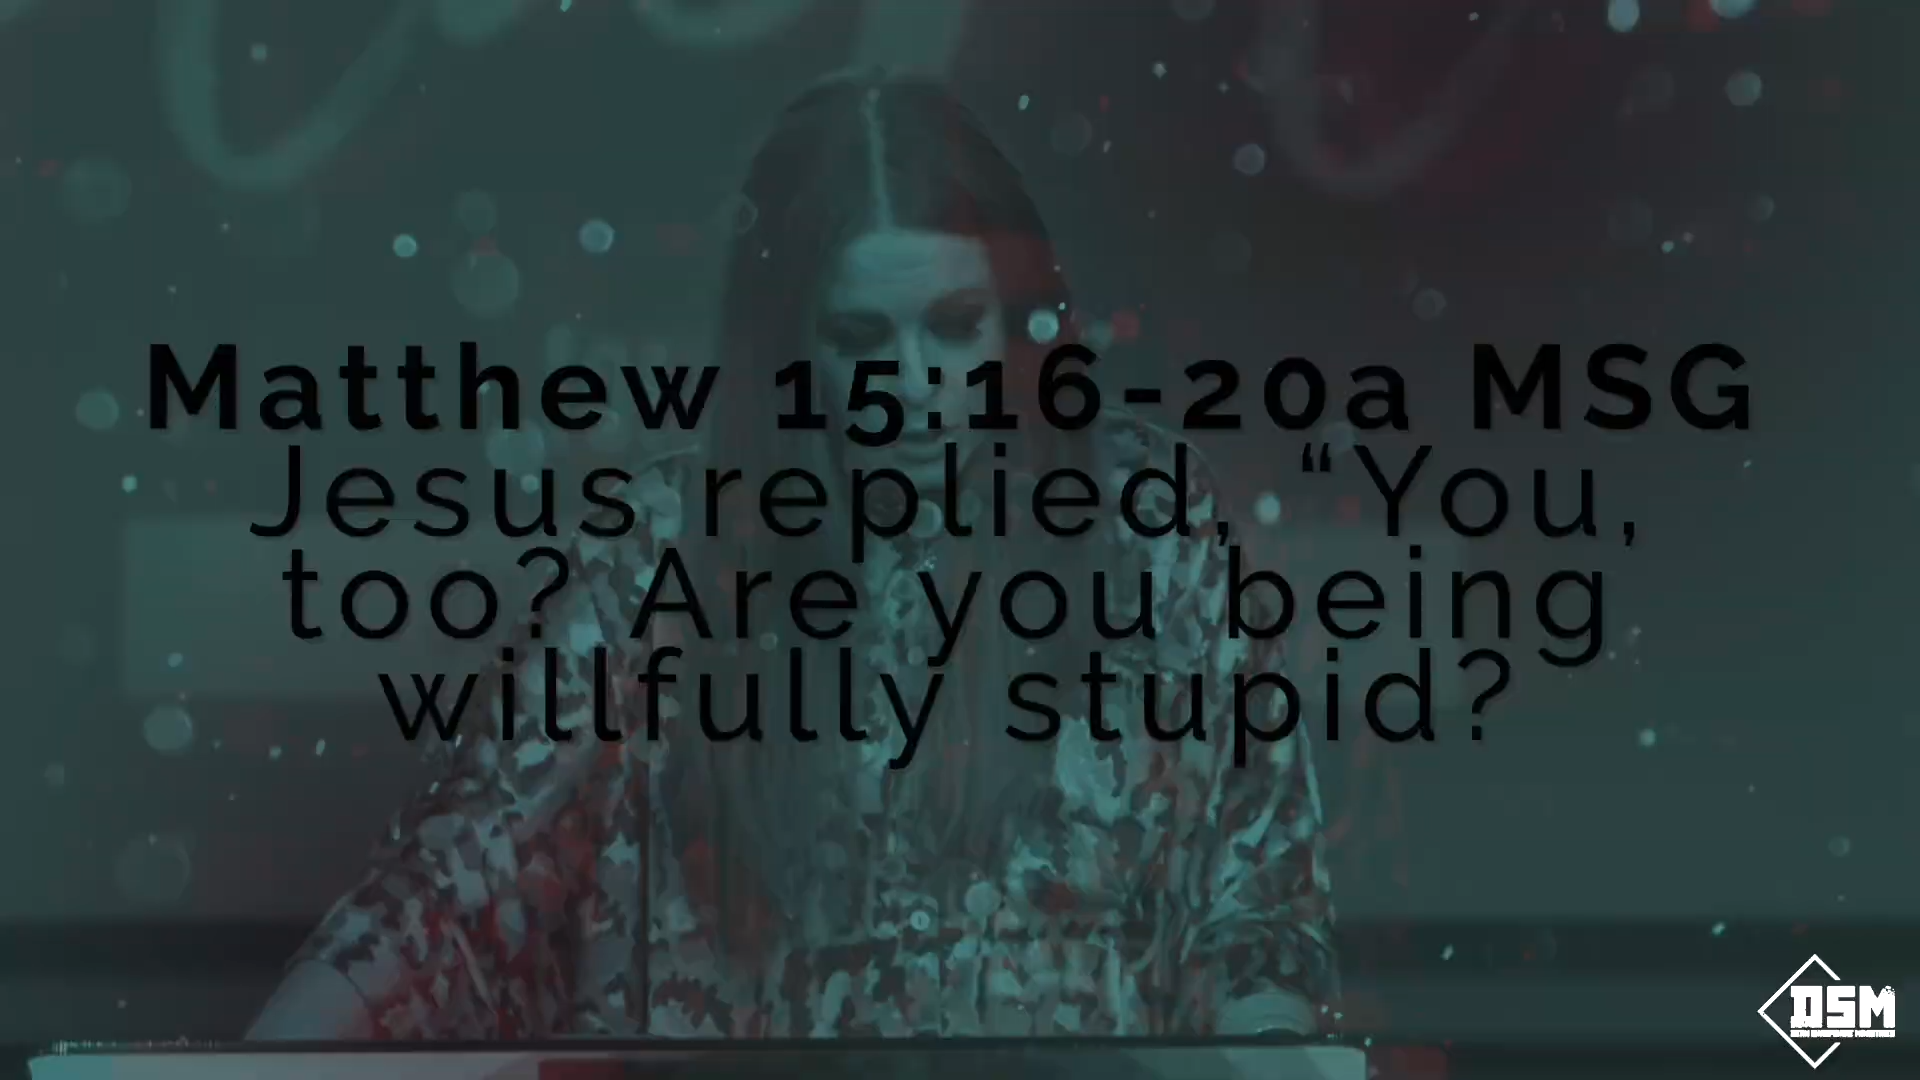 Matthew 15:16-20a MSG
Jesus replied, “You,
too? Are you being
willfully stupid?
DSM